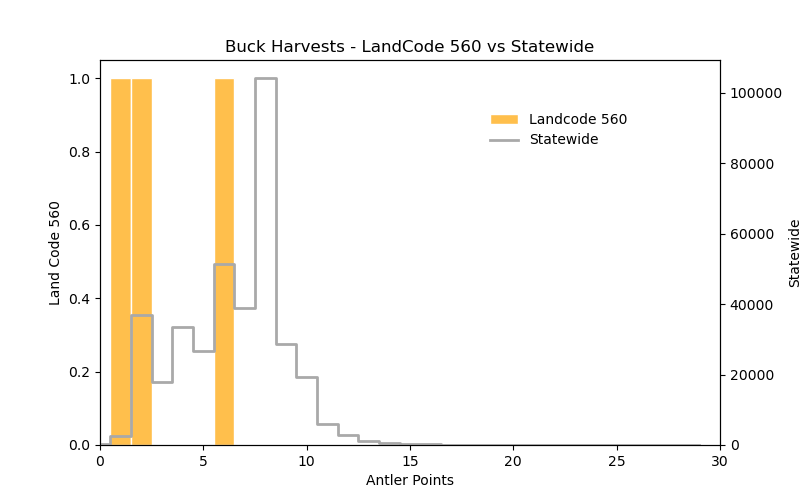 Buck Harvests - LandCode 560 vs Statewide
1.0
0.8
0.6
0.4
0.2
0.0
Land Code 560
Landcode 560
Statewide
100000
80000
60000
40000
20000
0
Statewide
0 5 10 15 20 25 30
Antler Points